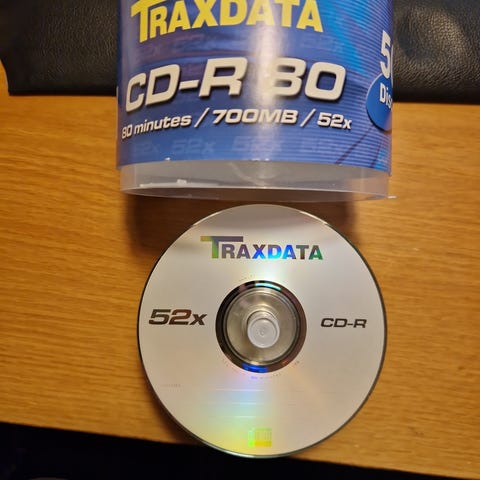 TRAXDATA
CD-R 80
80 minutes / 700MB / 52x
TRAXDATA
52x
CD-R